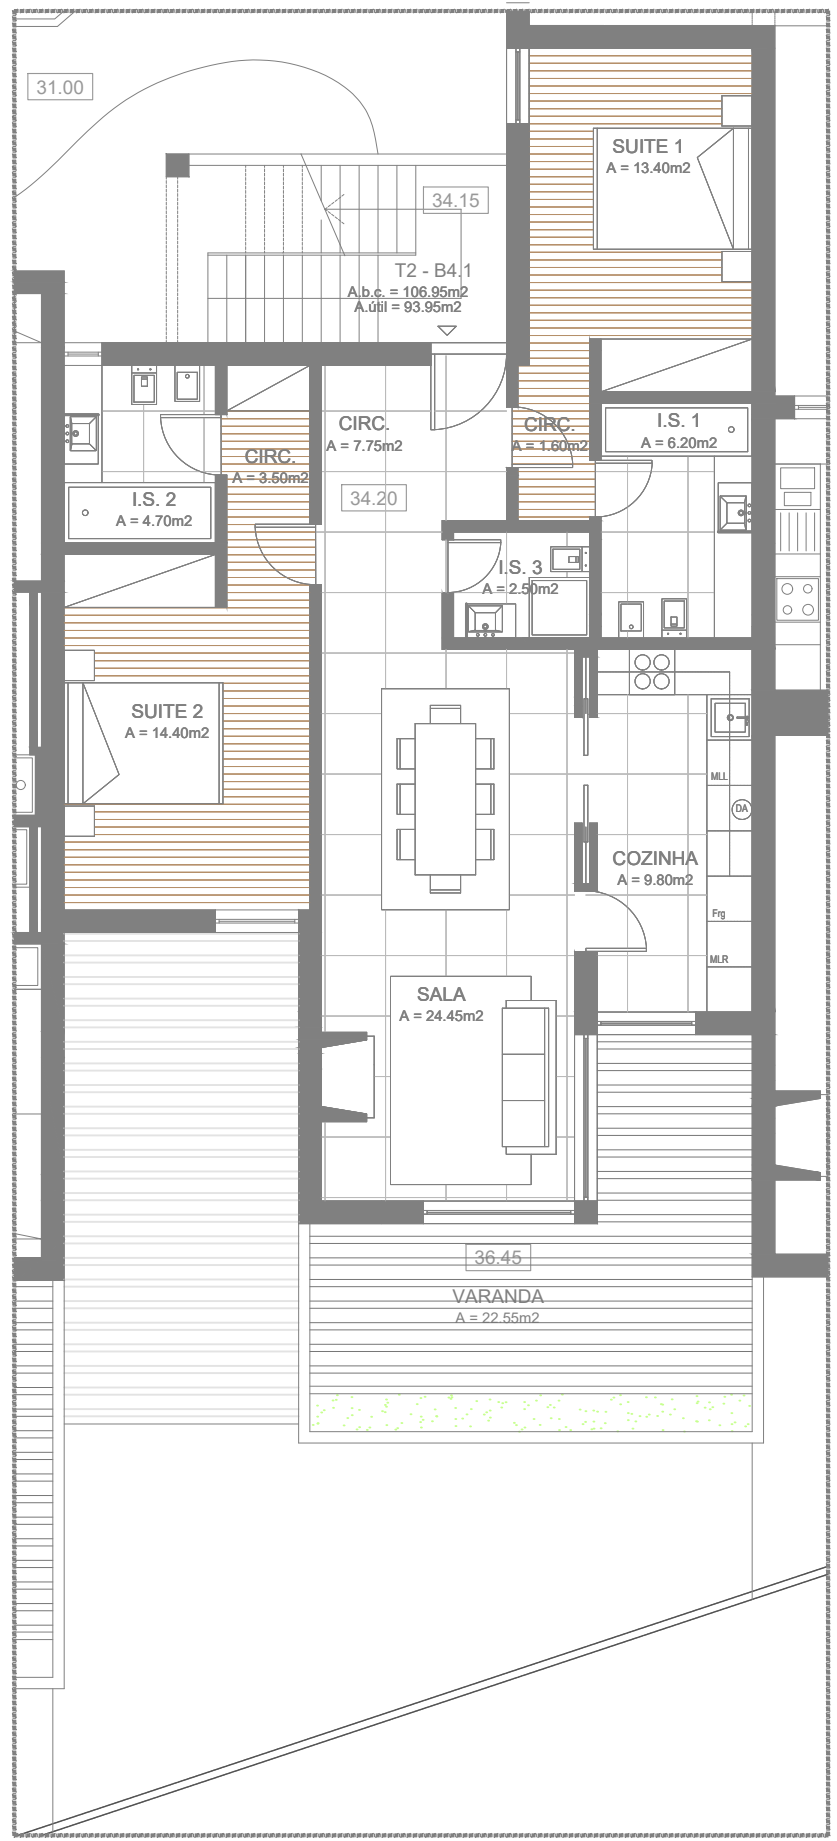 31.00
SUITE 1
A = 13.40m2
34.15
T2 - B4.1
A.b.c. = 106.95m2
A.útil = 93.95m2
CIRC.
A = 7.75m2
CIRC.
A = 1.60m2
I.S. 1
A = 6.20m2
CIRC.
A = 3.50m2
34.20
I.S. 2
A = 4.70m2
I.S. 3
A = 2.50m2
SUITE 2
A = 14.40m2
MLL
DA
COZINHA
A = 9.80m2
Frg
MLR
SALA
A = 24.45m2
36.45
VARANDA
A = 22.55m2